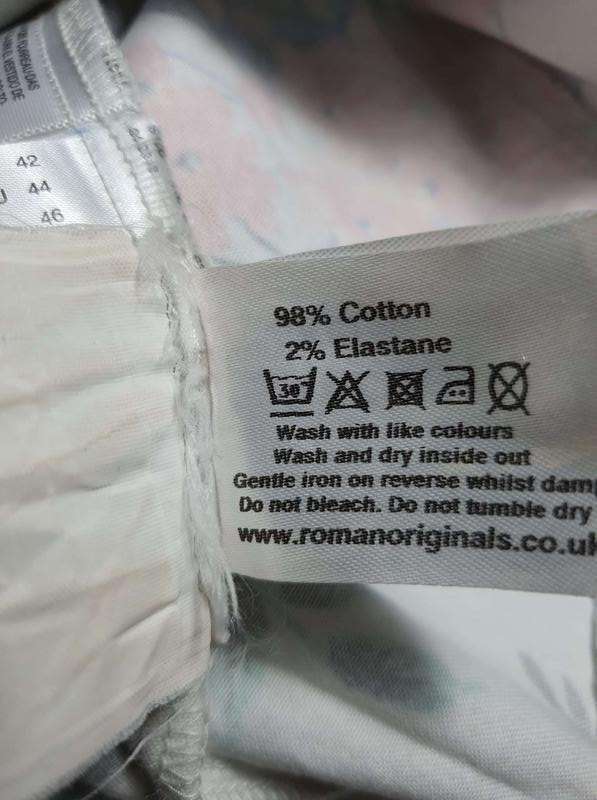 42
44
46
98% Cotton
2% Elastane
30
Wash with like colours
Wash and dry inside out
Gentle iron on reverse whilst damp
Do not bleach. Do not tumble dry
www.romanoriginals.co.uk